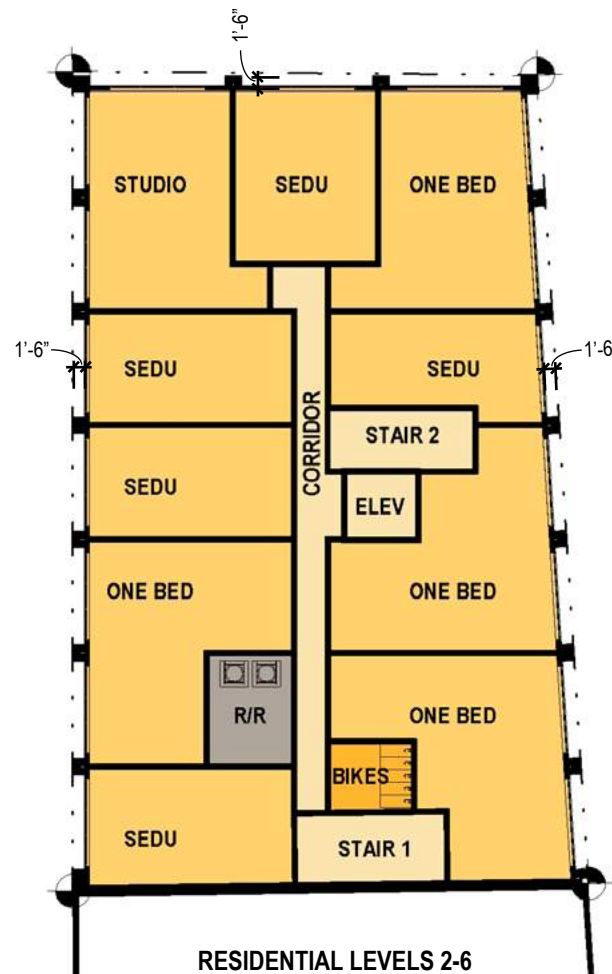 1'-6"
STUDIO
SEDU
ONE BED
1'-6"
SEDU
SEDU
1'-6
CORRIDOR
STAIR 2
SEDU
ELEV
ONE BED
ONE BED
R/R
ONE BED
BIKES
SEDU
STAIR 1
RESIDENTIAL LEVELS 2-6